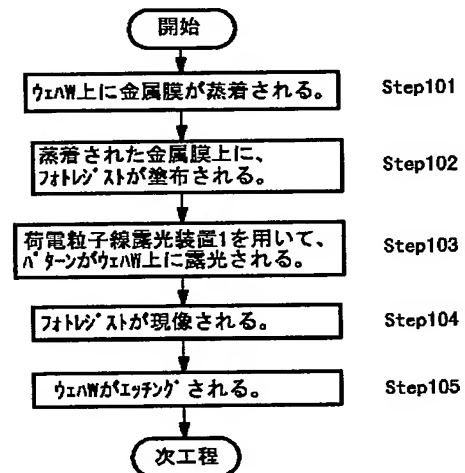 開始
ウェハW上に金属膜が蒸着される。 Step101
蒸着された金属膜上に、
フォトレジストが塗布される。 Step102
荷電粒子線露光装置1を用いて、
パターンがウェハW上に露光される。 Step103
フォトレジストが現像される。 Step104
ウェハWがエッチングされる。 Step105
次工程